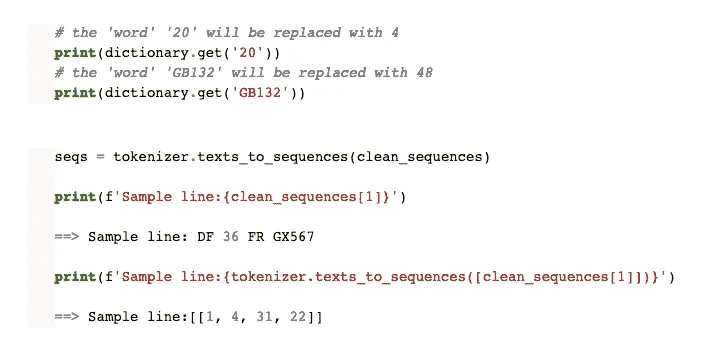 # the 'word' '20' will be replaced with 4
print(dictionary.get('20'))
# the 'word' 'GB132' will be replaced with 48
print(dictionary.get('GB132'))
seqs = tokenizer.texts_to_sequences(clean_sequences)
print(f'Sample line:{clean_sequences[1]}')
==> Sample line: DF 36 FR GX567
print(f'Sample line:{tokenizer.texts_to_sequences([clean_sequences[1]])}')
==> Sample line:[[1, 4, 31, 22]]